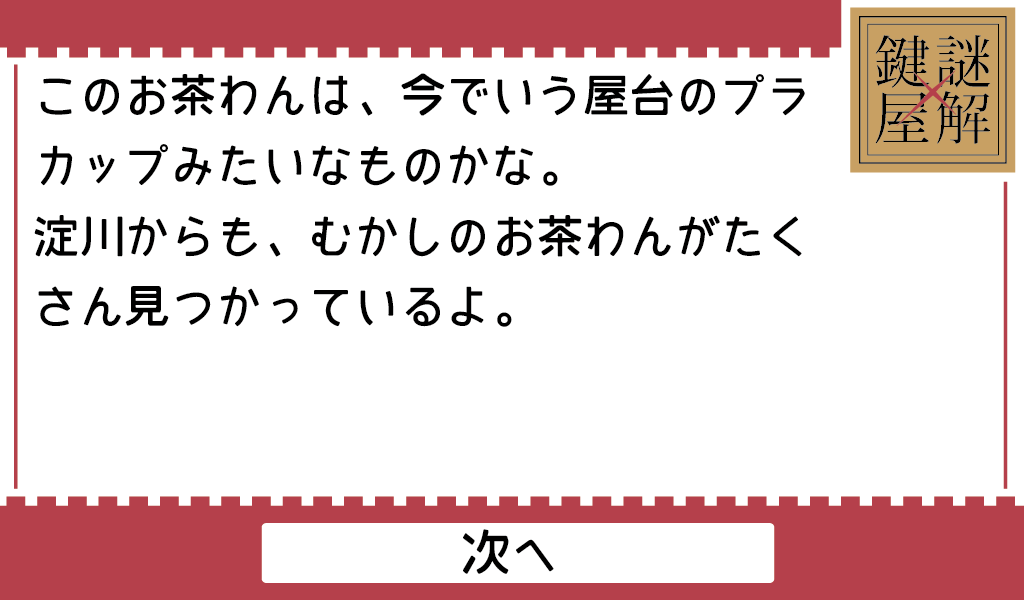 このお茶わんは、今でいう屋台のプラ
カップみたいなものかな。
淀川からも、むかしのお茶わんがたく
さん見つかっているよ。
謎解
×
鍵屋
次へ